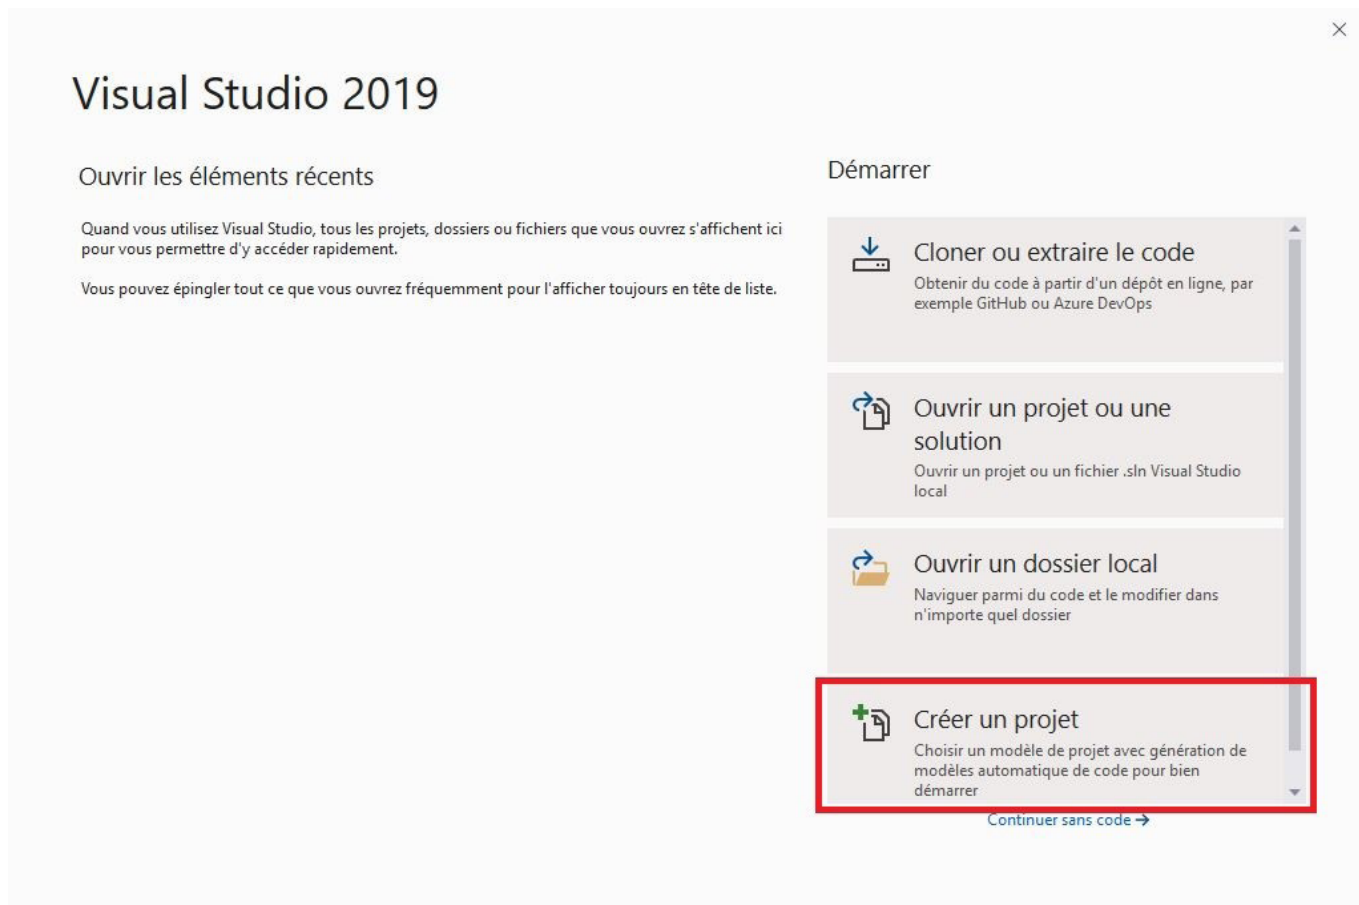 Visual Studio 2019
Ouvrir les éléments récents
Quand vous utilisez Visual Studio, tous les projets, dossiers ou fichiers que vous ouvrez s'affichent ici
pour vous permettre d'y accéder rapidement.
Vous pouvez épingler tout ce que vous ouvrez fréquemment pour l'afficher toujours en tête de liste.
Démarrer
Cloner ou extraire le code
Obtenir du code à partir d'un dépôt en ligne, par
exemple GitHub ou Azure DevOps
Ouvrir un projet ou une
solution
Ouvrir un projet ou un fichier .sln Visual Studio
local
Ouvrir un dossier local
Naviguer parmi du code et le modifier dans
n'importe quel dossier
Créer un projet
Choisir un modèle de projet avec génération de
modèles automatique de code pour bien
démarrer
Continuer sans code →